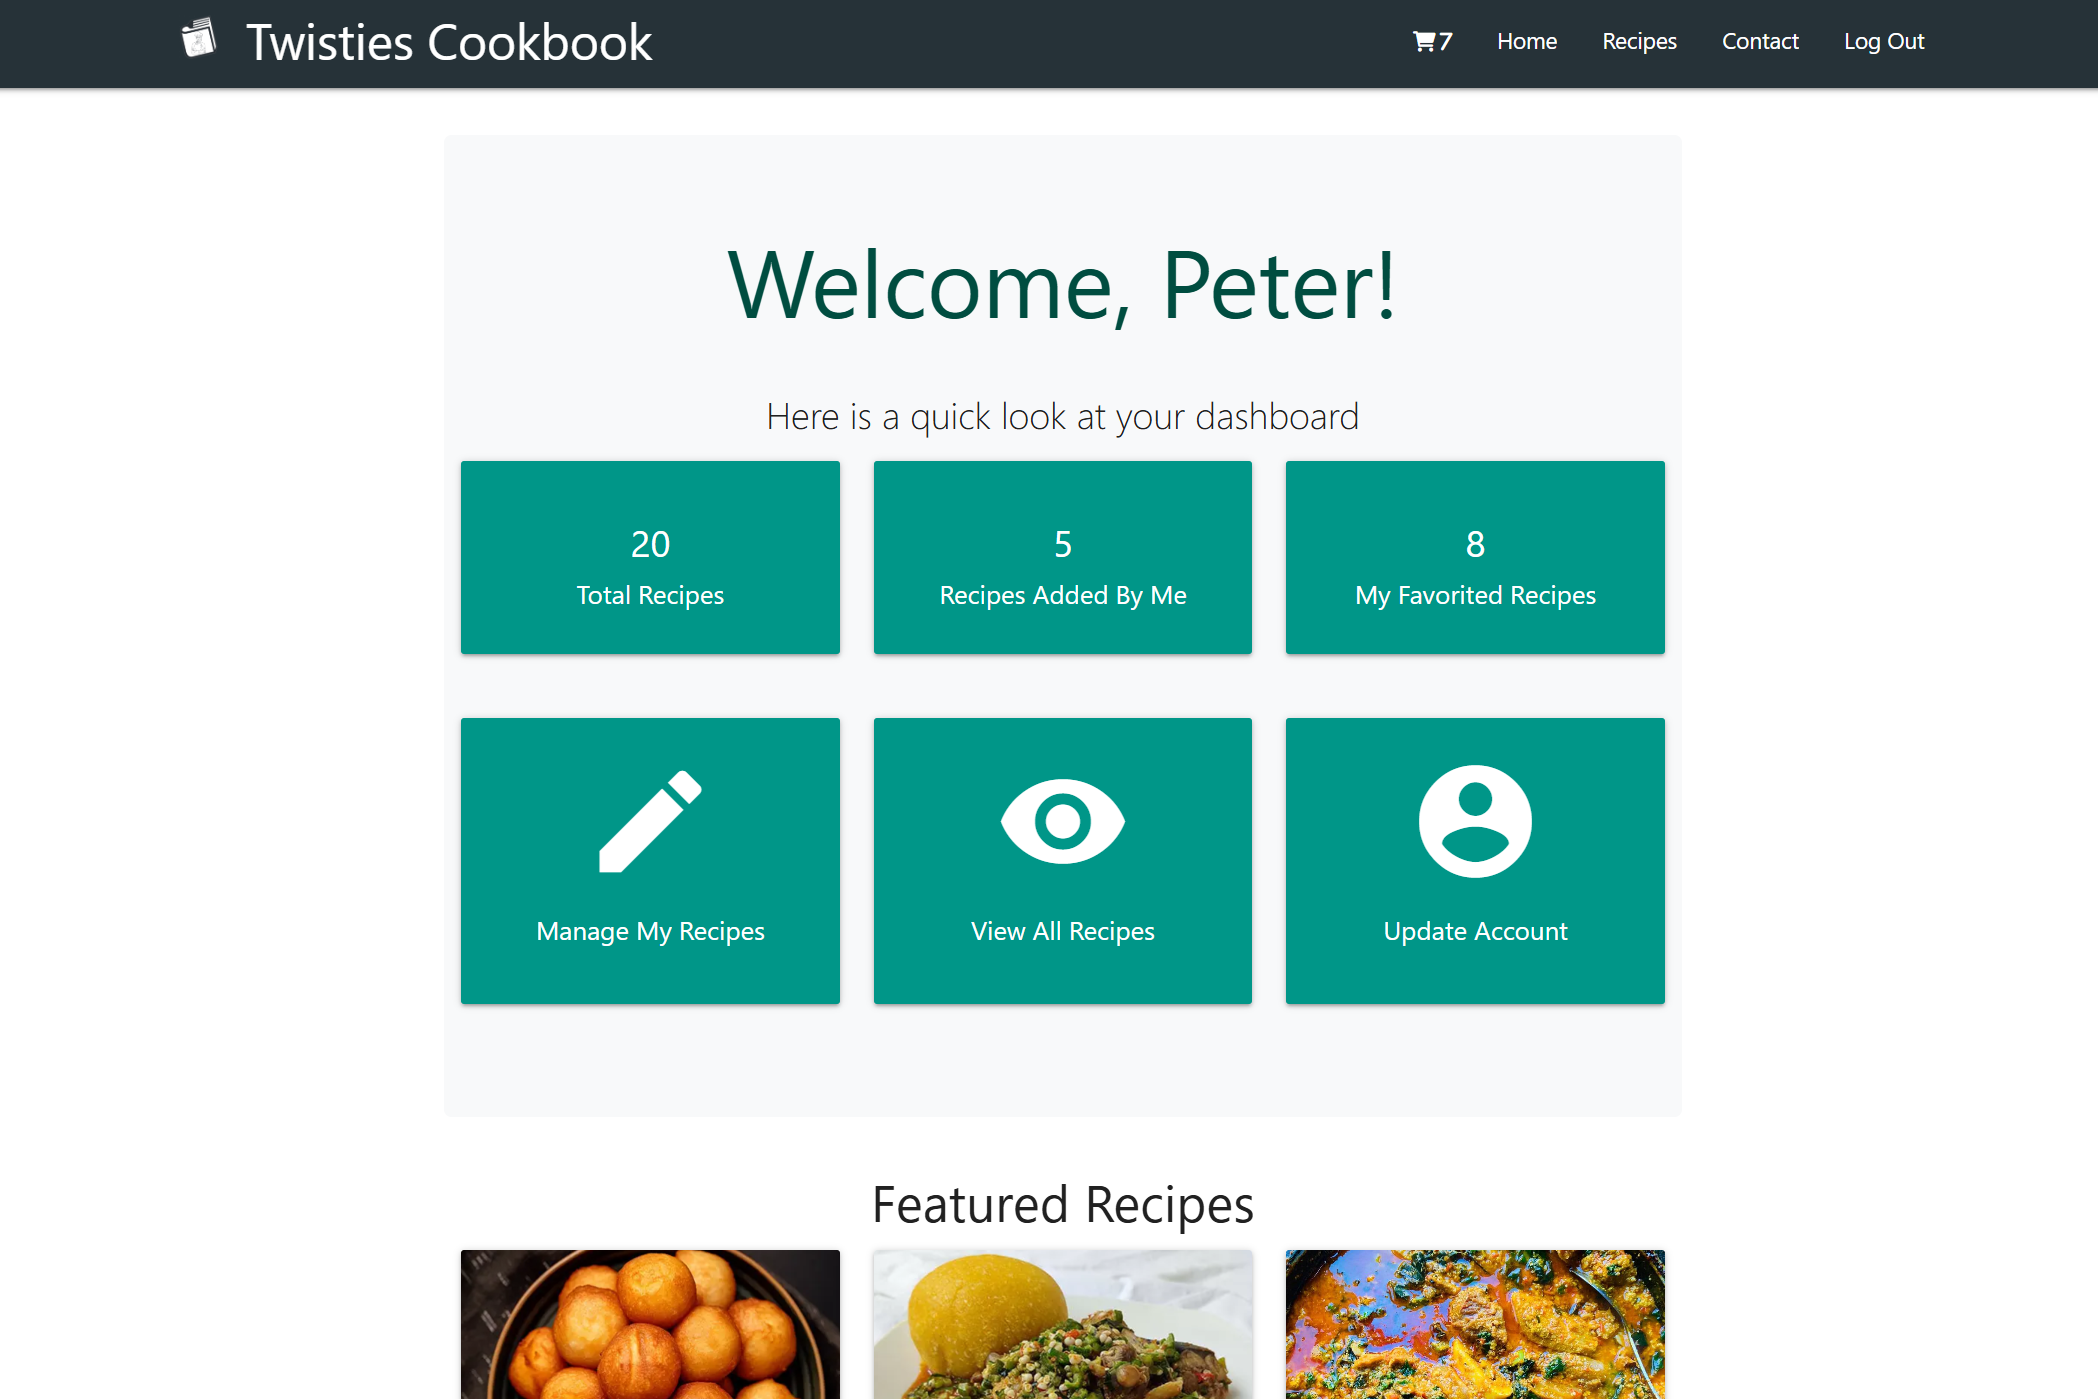 Twisties Cookbook
7 Home Recipes Contact Log Out
Welcome, Peter!
Here is a quick look at your dashboard
20
Total Recipes
5
Recipes Added By Me
8
My Favorited Recipes
Manage My Recipes
View All Recipes
Update Account
Featured Recipes